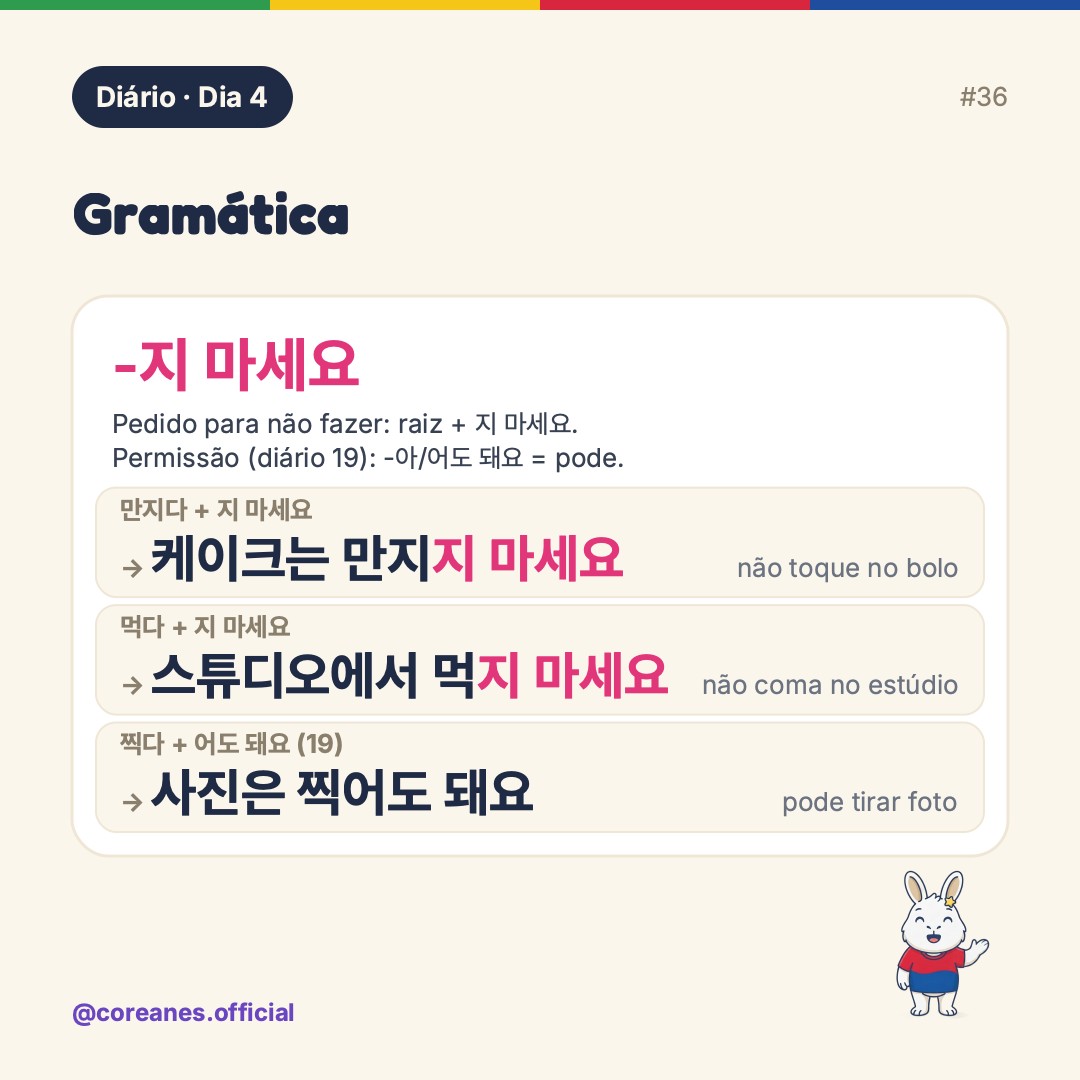 Diário · Dia 4
#36
Gramática
-지 마세요
Pedido para não fazer: raiz + 지 마세요.
Permissão (diário 19): -아/어도 돼요 = pode.
만지다 + 지 마세요
→ 케이크는 만지지 마세요 não toque no bolo
먹다 + 지 마세요
→ 스튜디오에서 먹지 마세요 não coma no estúdio
찍다 + 어도 돼요 (19)
→ 사진은 찍어도 돼요 pode tirar foto
@coreanes.official